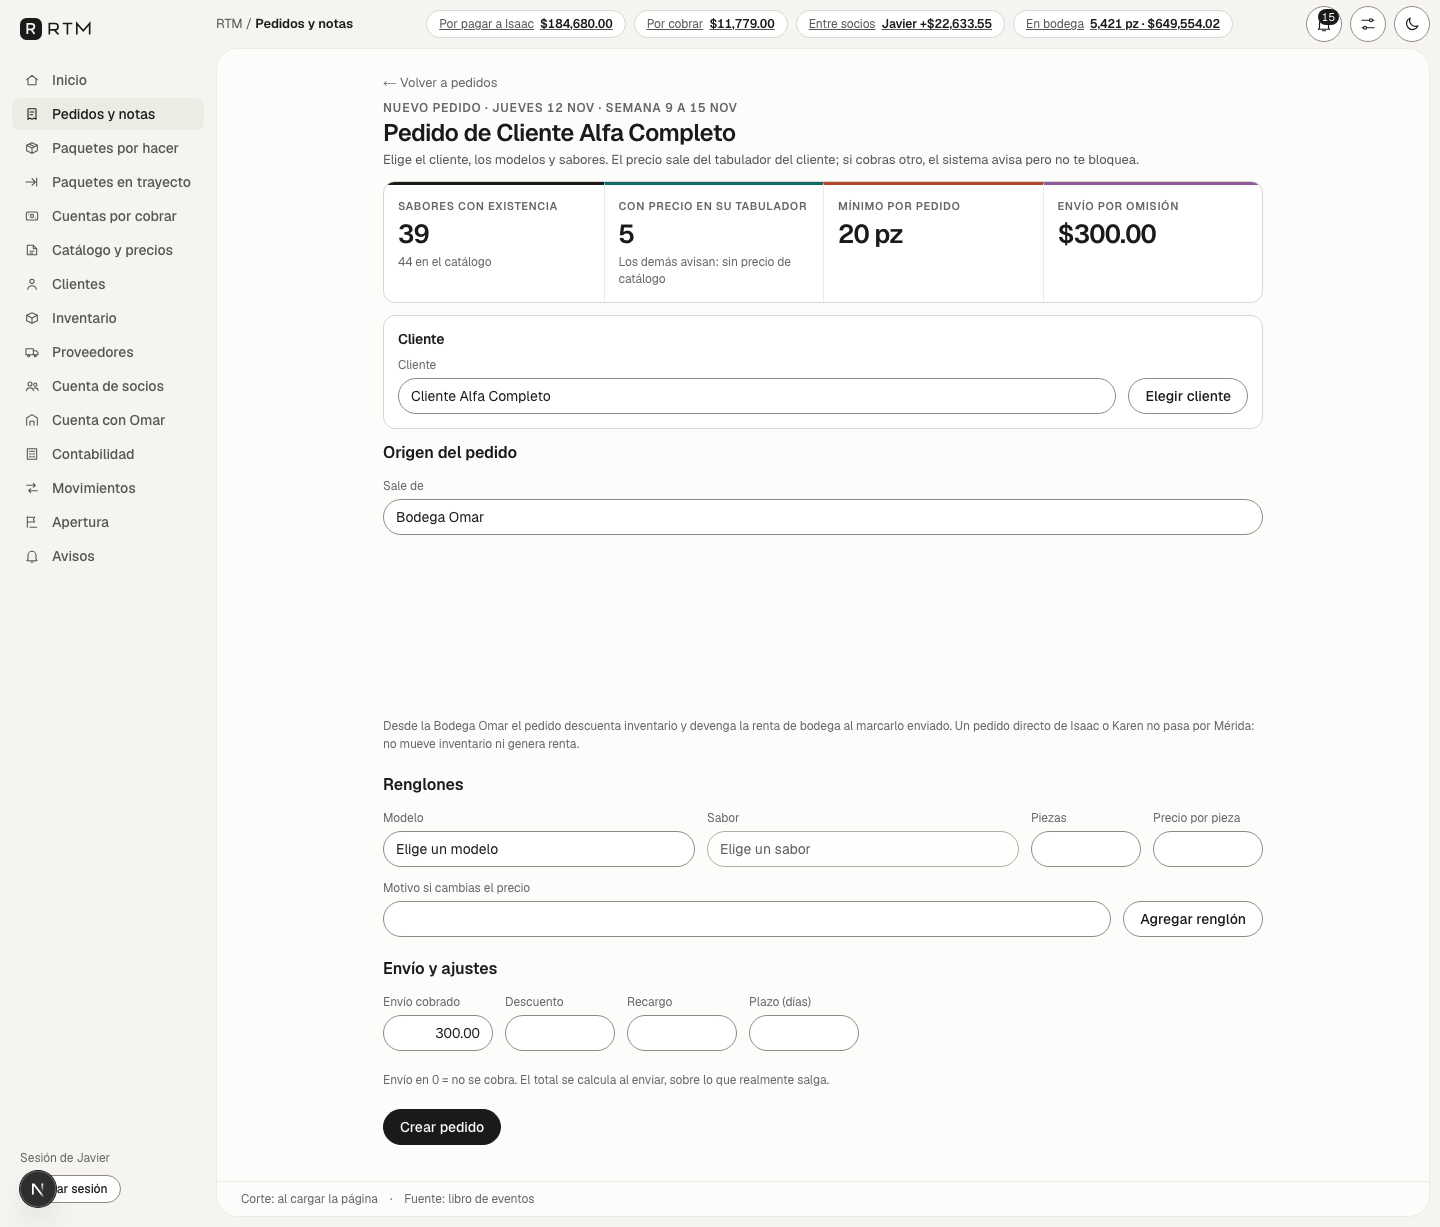 R RTM
RTM / Pedidos y notas
Por pagar a Isaac $184,680.00
Por cobrar $11,779.00
Entre socios Javier +$22,633.55
En bodega 5,421 pz · $649,554.02
15
Inicio
Pedidos y notas
Paquetes por hacer
Paquetes en trayecto
Cuentas por cobrar
Catálogo y precios
Clientes
Inventario
Proveedores
Cuenta de socios
Cuenta con Omar
Contabilidad
Movimientos
Apertura
Avisos
Sesión de Javier
N ar sesión
← Volver a pedidos
NUEVO PEDIDO · JUEVES 12 NOV · SEMANA 9 A 15 NOV
Pedido de Cliente Alfa Completo
Elige el cliente, los modelos y sabores. El precio sale del tabulador del cliente; si cobras otro, el sistema avisa pero no te bloquea.
SABORES CON EXISTENCIA
39
44 en el catálogo
CON PRECIO EN SU TABULADOR
5
Los demás avisan: sin precio de
catálogo
MÍNIMO POR PEDIDO
20 pz
ENVÍO POR OMISIÓN
$300.00
Cliente
Cliente
Cliente Alfa Completo
Elegir cliente
Origen del pedido
Sale de
Bodega Omar
Desde la Bodega Omar el pedido descuenta inventario y devenga la renta de bodega al marcarlo enviado. Un pedido directo de Isaac o Karen no pasa por Mérida:
no mueve inventario ni genera renta.
Renglones
Modelo Sabor Piezas Precio por pieza
Elige un modelo Elige un sabor
Motivo si cambias el precio
Agregar renglón
Envío y ajustes
Envío cobrado Descuento Recargo Plazo (días)
300.00
Envío en 0 = no se cobra. El total se calcula al enviar, sobre lo que realmente salga.
Crear pedido
Corte: al cargar la página · Fuente: libro de eventos